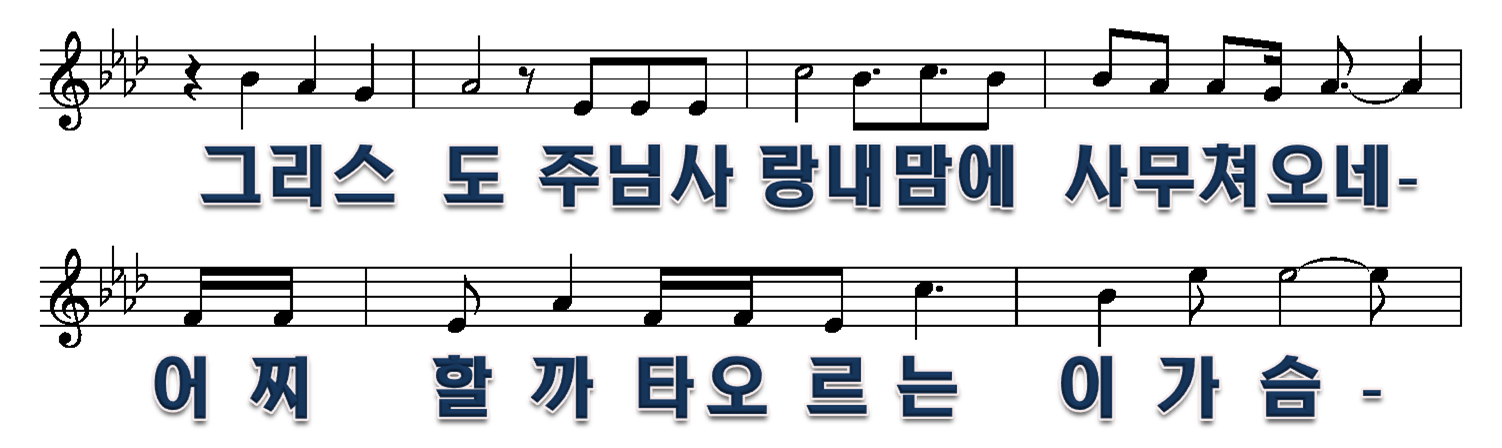 그리스 도 주님사 랑내맘에 사무쳐오네-
어 찌 할 까 타오 르 는 이 가 슴 -